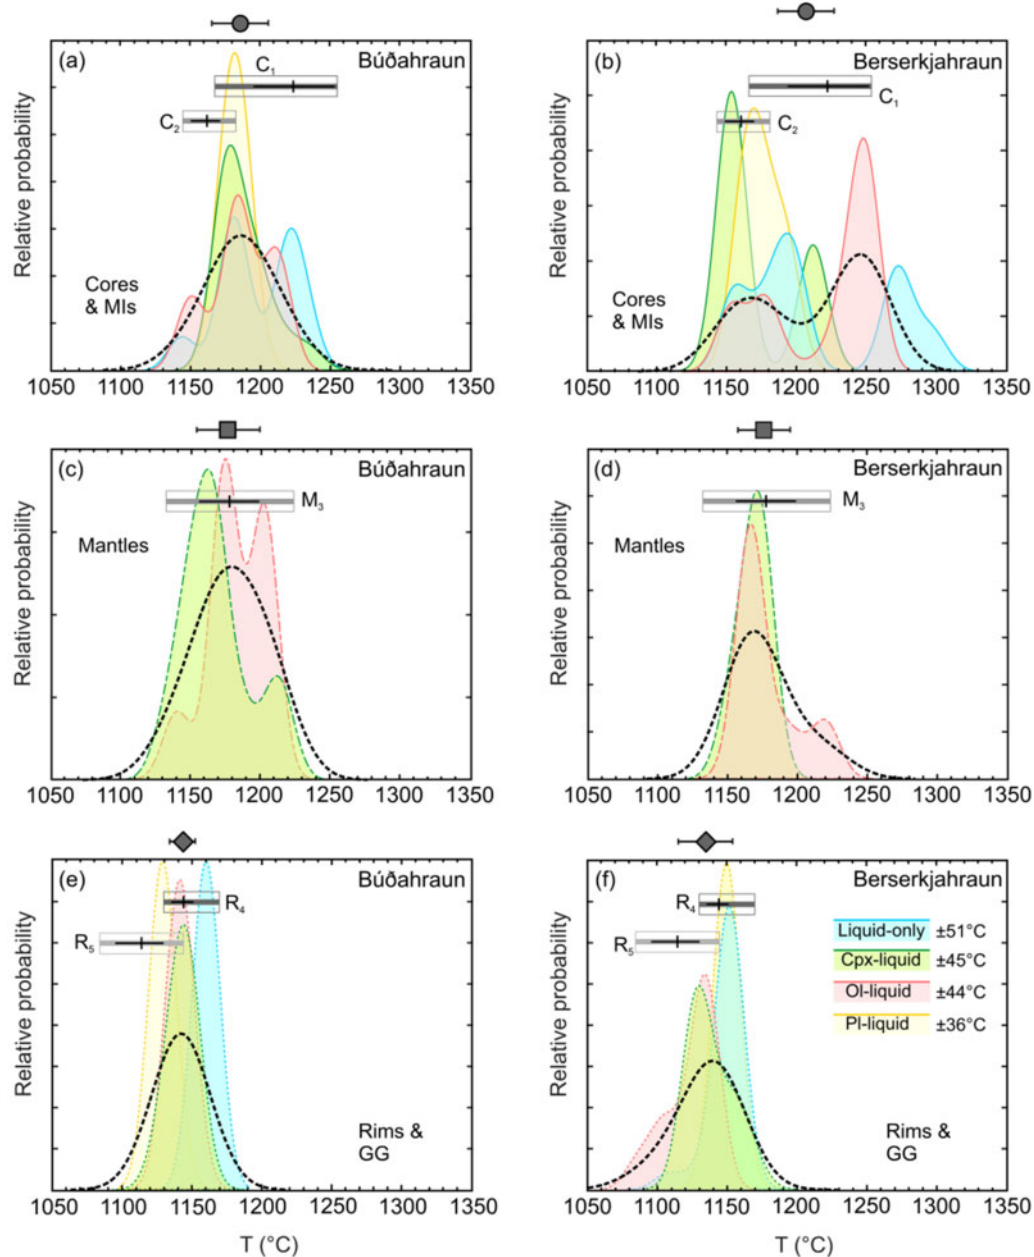 (a)
Búðahraun
C₁
C₂
Cores
& MIs
Relative probability
1050 1100 1150 1200 1250 1300 1350
(b)
Berserkjahraun
C₁
C₂
Cores
& MIs
Relative probability
1050 1100 1150 1200 1250 1300 1350
(c)
Búðahraun
M₃
Mantles
Relative probability
1050 1100 1150 1200 1250 1300 1350
(d)
Berserkjahraun
M₃
Mantles
Relative probability
1050 1100 1150 1200 1250 1300 1350
(e)
Búðahraun
R₄
R₅
Rims &
GG
Relative probability
1050 1100 1150 1200 1250 1300 1350
T (°C)
(f)
Berserkjahraun
R₄
R₅
Liquid-only ±51°C
Cpx-liquid ±45°C
Ol-liquid ±44°C
Pl-liquid ±36°C
Rims &
GG
Relative probability
1050 1100 1150 1200 1250 1300 1350
T (°C)